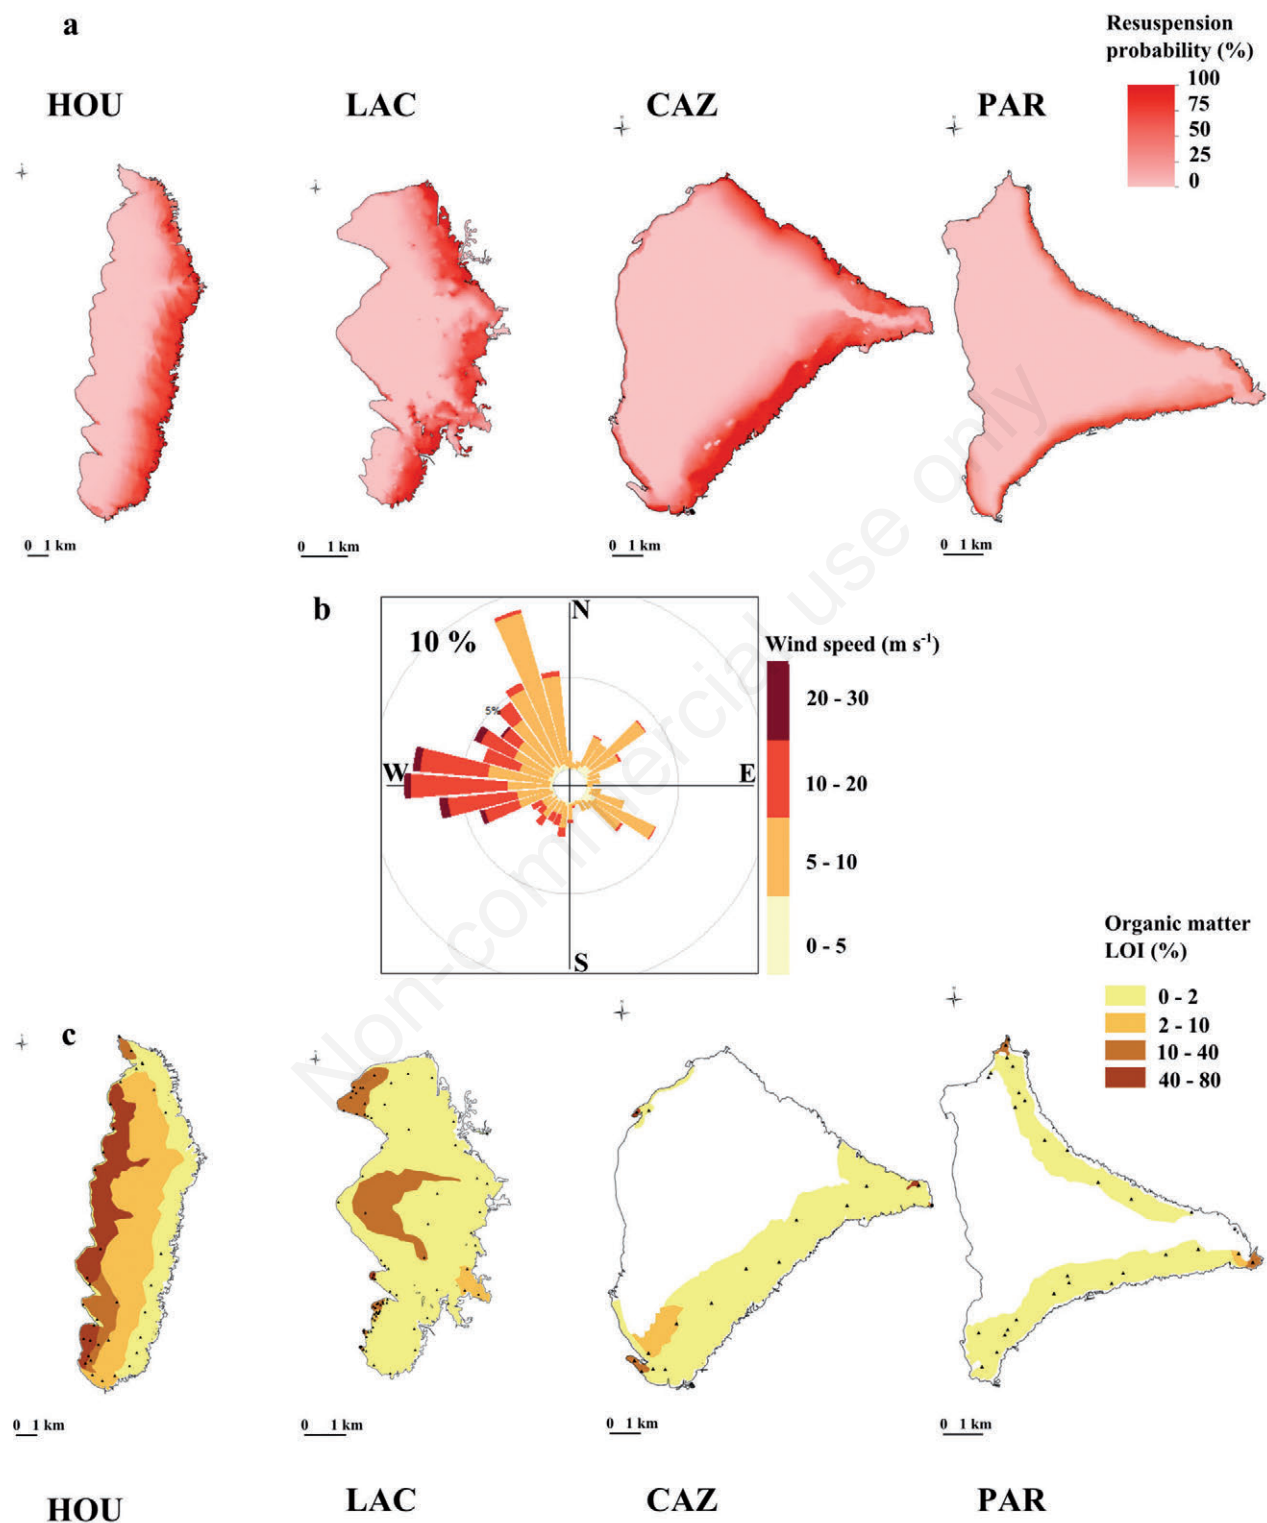 a
Resuspension
probability (%)
100
75
50
25
0
HOU
LAC
CAZ
PAR
0 1 km
0 1 km
0 1 km
0 1 km
b
N
10 %
5%
W
E
S
Wind speed (m s-1)
20 - 30
10 - 20
5 - 10
0 - 5
Organic matter
LOI (%)
0 - 2
2 - 10
10 - 40
40 - 80
c
0 1 km
0 1 km
0 1 km
0 1 km
HOU
LAC
CAZ
PAR
Non-commercial use only